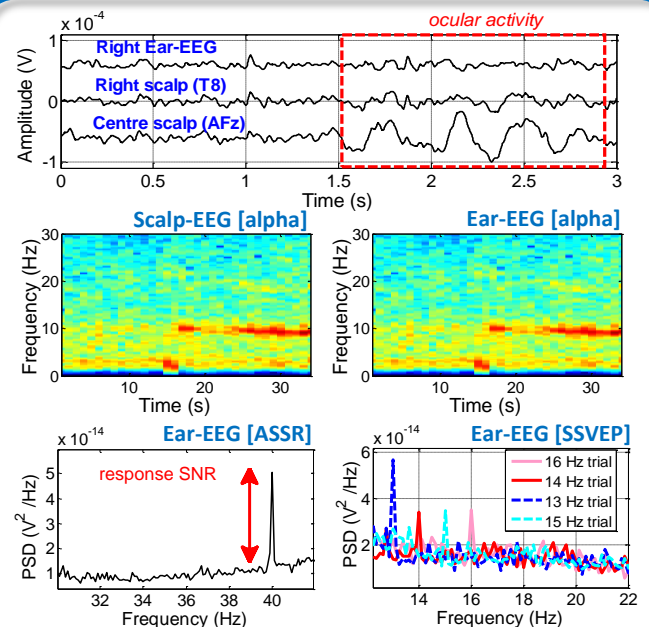 x 10⁻⁴
ocular activity
1
0
-1
Amplitude (V)
Right Ear-EEG
Right scalp (T8)
Centre scalp (AFz)
0 0.5 1 1.5 2 2.5 3
Time (s)
Scalp-EEG [alpha]
30
20
10
0
Frequency (Hz)
10 20 30
Time (s)
Ear-EEG [alpha]
30
20
10
0
Frequency (Hz)
10 20 30
Time (s)
x 10⁻¹⁴
Ear-EEG [ASSR]
5
4
3
2
1
PSD (V² /Hz)
response SNR
32 34 36 38 40
Frequency (Hz)
x 10⁻¹⁴
Ear-EEG [SSVEP]
6
4
2
PSD (V² /Hz)
16 Hz trial
14 Hz trial
13 Hz trial
15 Hz trial
14 16 18 20 22
Frequency (Hz)